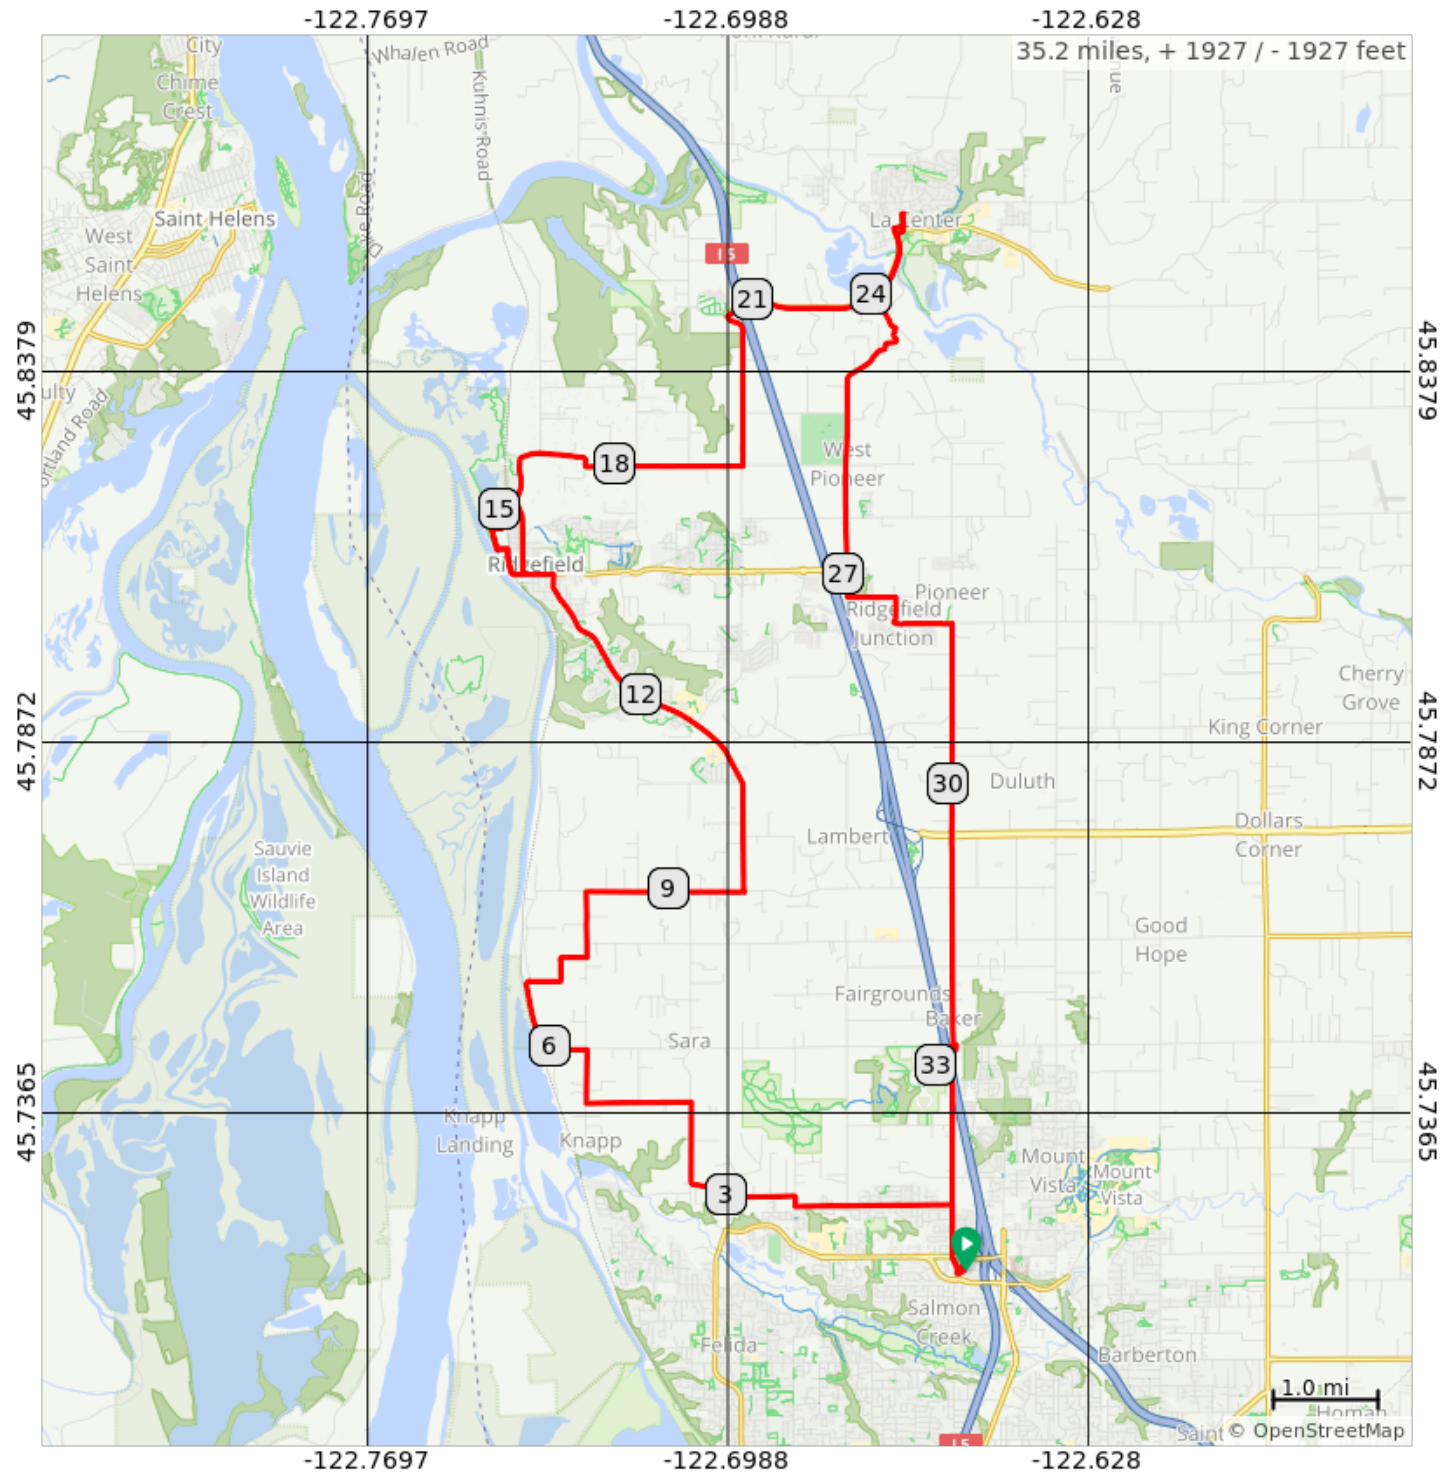 -122.7697
-122.6988
-122.628
35.2 miles, + 1927 / - 1927 feet
City
Chime
Crest
Whalen Road
Kuhnis Road
Saint Helens
West
Saint
Helens
La Center
I 5
21
24
45.8379
45.8379
West
Pioneer
18
15
Ridgefield
27
Pioneer
Ridgefield
Junction
12
Cherry
Grove
King Corner
45.7872
45.7872
30
Duluth
Lambert
Dollars
Corner
Sauvie
Island
Wildlife
Area
9
Good
Hope
Fairgrounds
Baker
Sara
6
33
45.7365
45.7365
Knapp
Landing
Knapp
Mount
Vista
Mount
Vista
3
Salmon
Creek
Felida
Barberton
1.0 mi
Saint
© OpenStreetMap
-122.7697
-122.6988
-122.628